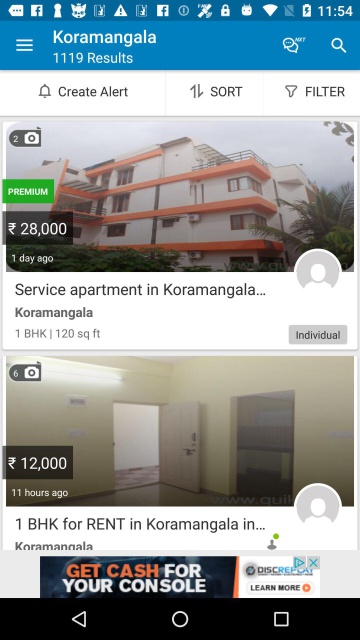 11:54
Koramangala
1119 Results
NXT
Create Alert
SORT
FILTER
2
PREMIUM
₹ 28,000
1 day ago
Service apartment in Koramangala...
Koramangala
1 BHK | 120 sq ft
Individual
6
₹ 12,000
11 hours ago
1 BHK for RENT in Koramangala in...
Koramangala
GET CASH FOR
YOUR CONSOLE
DISCREPLAY
LEARN MORE